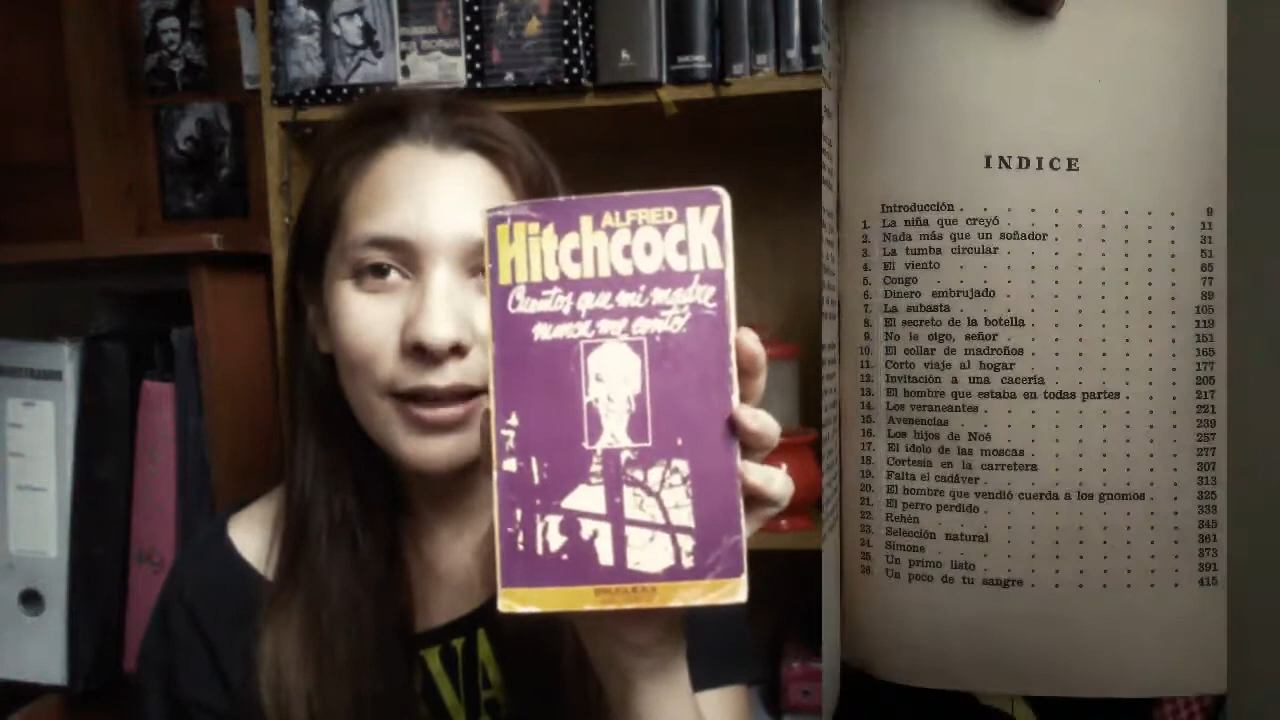 ALFRED
Hitchcock
Cuentos que mi madre
nunca me contó
BRUGUERA
VA
INDICE
Introducción . . . . . . . . . 9
1. La niña que creyó . . . . . . . . 11
2. Nada más que un soñador . . . . . . 31
3. La tumba circular . . . . . . . . 51
4. El viento . . . . . . . . . 65
5. Congo . . . . . . . . . . 77
6. Dinero embrujado . . . . . . . . 89
7. La subasta . . . . . . . . . 105
8. El secreto de la botella . . . . . . . 119
9. No le oigo, señor . . . . . . . . 151
10. El collar de madroños . . . . . . . 165
11. Corto viaje al hogar . . . . . . . 177
12. Invitación a una cacería . . . . . . 205
13. El hombre que estaba en todas partes . . . 217
14. Los veraneantes . . . . . . . . 221
15. Avenencias . . . . . . . . . 239
16. Los hijos de Noé . . . . . . . . 257
17. El ídolo de las moscas . . . . . . . 277
18. Cortesía en la carretera . . . . . . 307
19. Falta el cadáver . . . . . . . . 313
20. El hombre que vendió cuerda a los gnomos . . 325
21. El perro perdido . . . . . . . . 333
22. Rehén . . . . . . . . . . 345
23. Selección natural . . . . . . . . 361
24. Simone . . . . . . . . . . 373
25. Un primo listo . . . . . . . . 391
26. Un poco de tu sangre . . . . . . . 415